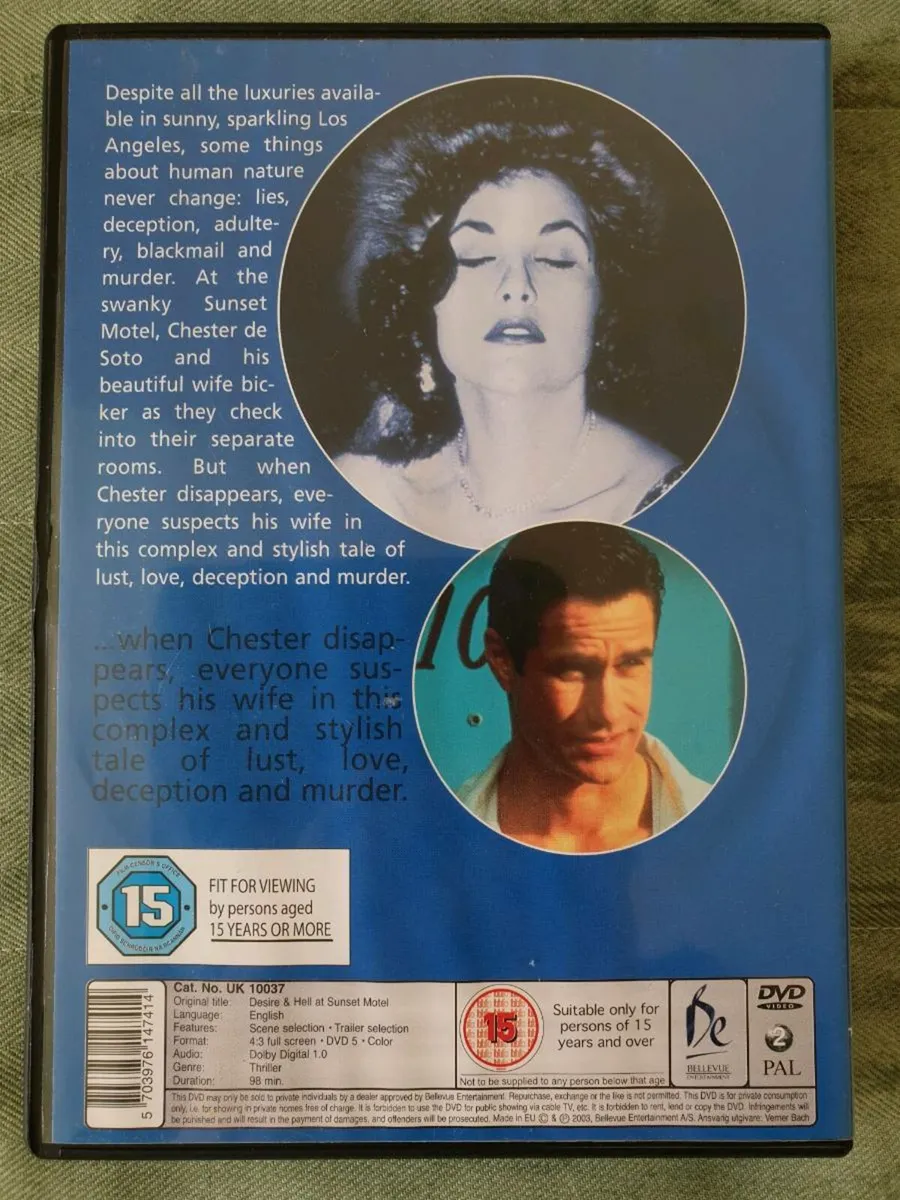 Despite all the luxuries availa-
ble in sunny, sparkling Los
Angeles, some things
about human nature
never change: lies,
deception, adulte-
ry, blackmail and
murder. At the
swanky Sunset
Motel, Chester de
Soto and his
beautiful wife bic-
ker as they check
into their separate
rooms. But when
Chester disappears, eve-
ryone suspects his wife in
this complex and stylish tale of
lust, love, deception and murder.
...when Chester disap-
pears, everyone sus-
pects his wife in this
complex and stylish
tale of lust, love,
deception and murder.
10
FILM CENSOR'S OFFICE
15
OIFIG SCRÚDÓIR NA SCANNÁN
FIT FOR VIEWING
by persons aged
15 YEARS OR MORE
5 703976 147414
Cat. No. UK 10037
Original title: Desire & Hell at Sunset Motel
Language: English
Features: Scene selection • Trailer selection
Format: 4:3 full screen • DVD 5 • Color
Audio: Dolby Digital 1.0
Genre: Thriller
Duration: 98 min.
15
Suitable only for
persons of 15
years and over
Not to be supplied to any person below that age
Be
BELLEVUE
ENTERTAINMENT
DVD
VIDEO
2
PAL
This DVD may only be sold to private individuals by a dealer approved by Bellevue Entertainment. Repurchase, exchange or the like is not permitted. This DVD is for private consumption
only, i.e. for showing in private homes free of charge. It is forbidden to use the DVD for public showing via cable TV, etc. It is forbidden to rent, lend or copy the DVD. Infringements will
be punished and will result in the payment of damages, and offenders will be prosecuted. Made in EU © & ℗ 2003, Bellevue Entertainment A/S. Ansvarig utgivare: Verner Bach